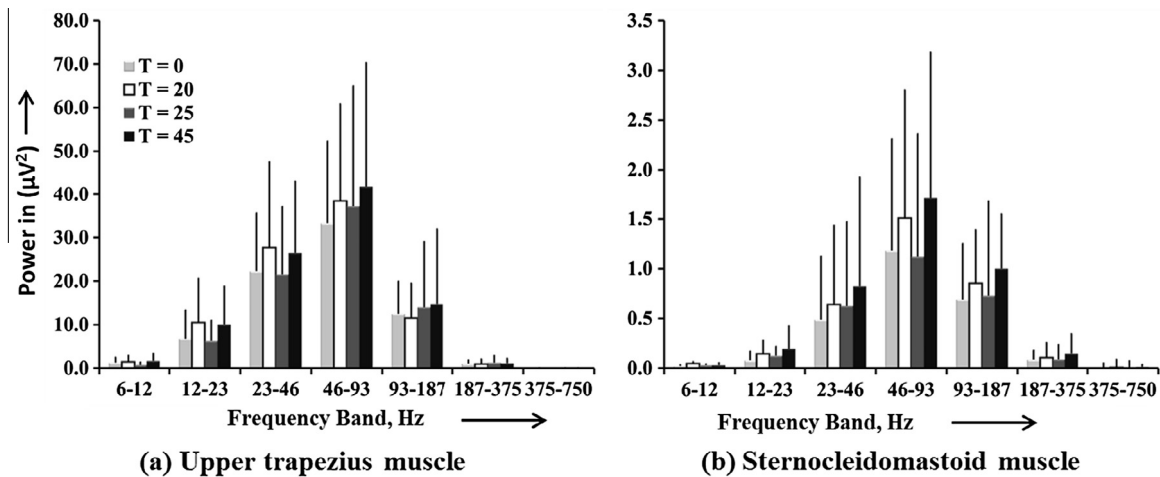 80.0
70.0
60.0
50.0
40.0
30.0
20.0
10.0
0.0
Power in (µV²)
T = 0
T = 20
T = 25
T = 45
6-12 12-23 23-46 46-93 93-187 187-375 375-750
Frequency Band, Hz
(a) Upper trapezius muscle
3.5
3.0
2.5
2.0
1.5
1.0
0.5
0.0
6-12 12-23 23-46 46-93 93-187 187-375 375-750
Frequency Band, Hz
(b) Sternocleidomastoid muscle